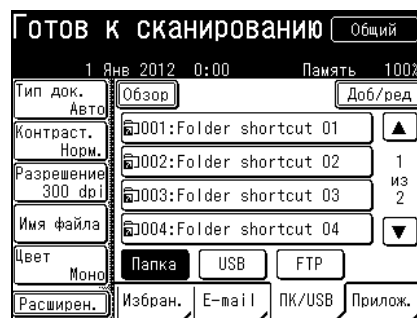 Готов к сканированию Общий
1 Янв 2012 0:00 Память 100%
Тип док.
Авто
Обзор Доб/ред
Контраст.
Норм.
001:Folder shortcut 01
002:Folder shortcut 02
Разрешение
300 dpi
003:Folder shortcut 03
1
из
2
Имя файла
004:Folder shortcut 04
Цвет
Моно
Папка USB FTP
Расширен. Избран. E-mail ПК/USB Прилож.